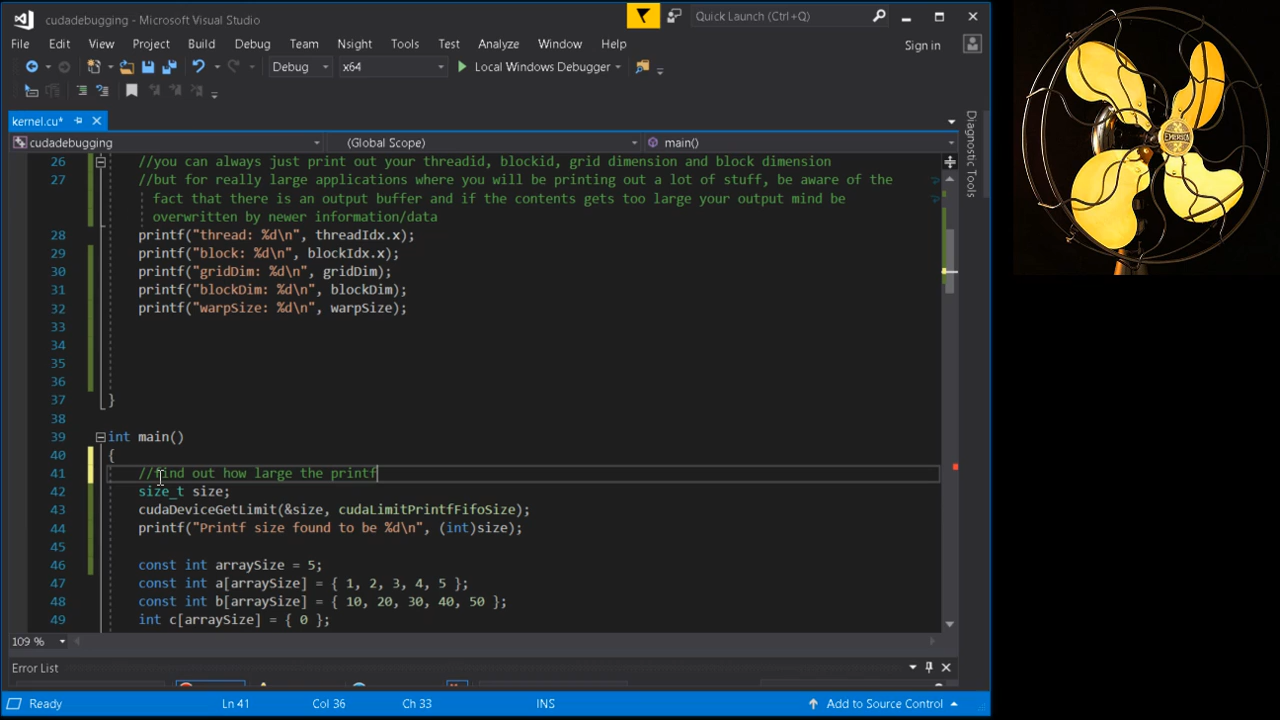 cudadebugging - Microsoft Visual Studio
Quick Launch (Ctrl+Q)
File Edit View Project Build Debug Team Nsight Tools Test Analyze Window Help
Sign in
Debug x64 Local Windows Debugger
kernel.cu*
cudadebugging (Global Scope) main()
26 //you can always just print out your threadid, blockid, grid dimension and block dimension
27 //but for really large applications where you will be printing out a lot of stuff, be aware of the
fact that there is an output buffer and if the contents gets too large your output mind be
overwritten by newer information/data
28 printf("thread: %d\n", threadIdx.x);
29 printf("block: %d\n", blockIdx.x);
30 printf("gridDim: %d\n", gridDim);
31 printf("blockDim: %d\n", blockDim);
32 printf("warpSize: %d\n", warpSize);
33
34
35
36
37 }
38
39 int main()
40 {
41 //find out how large the printf
42 size_t size;
43 cudaDeviceGetLimit(&size, cudaLimitPrintfFifoSize);
44 printf("Printf size found to be %d\n", (int)size);
45
46 const int arraySize = 5;
47 const int a[arraySize] = { 1, 2, 3, 4, 5 };
48 const int b[arraySize] = { 10, 20, 30, 40, 50 };
49 int c[arraySize] = { 0 };
109 %
Error List
Ready Ln 41 Col 36 Ch 33 INS Add to Source Control
Diagnostic Tools
EMERSON